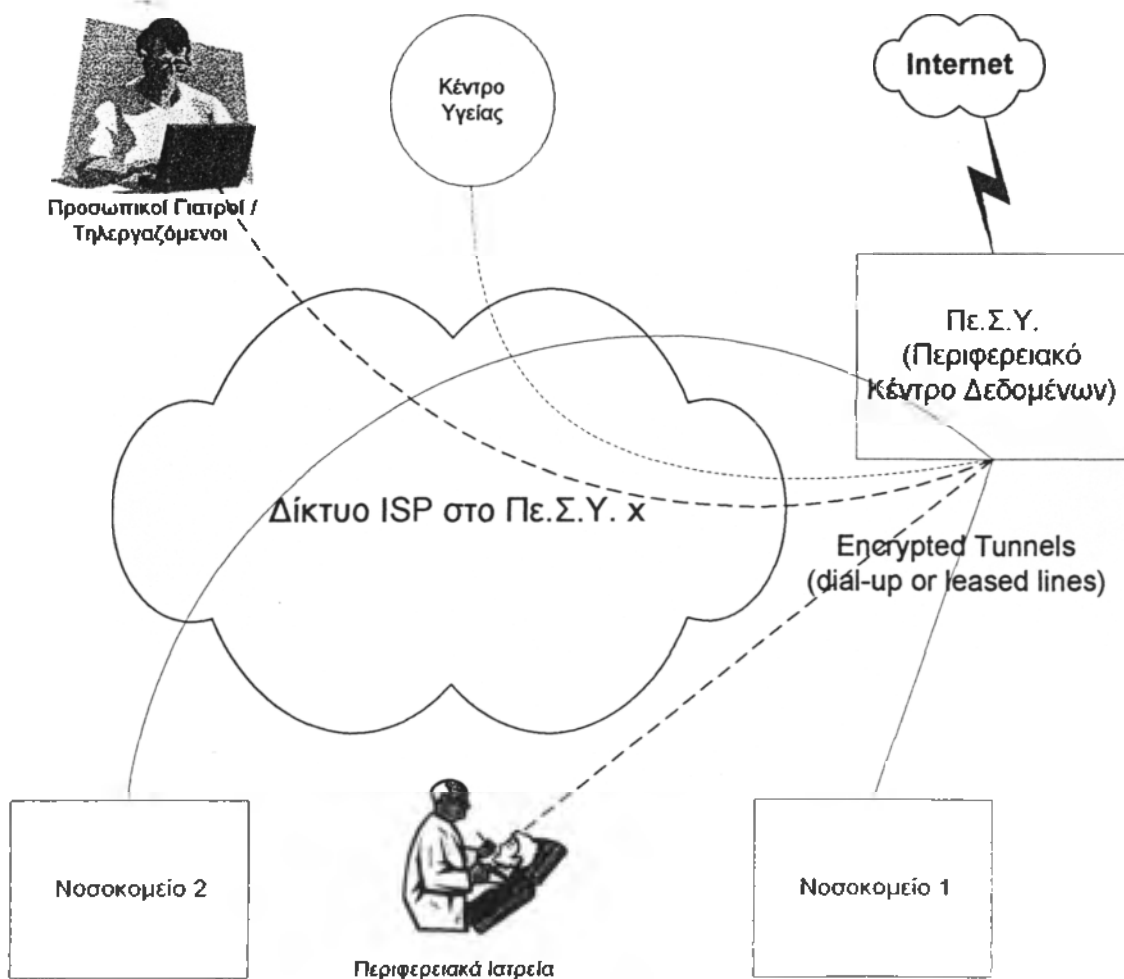 Κέντρο
Υγείας
Internet
Προσωπικοί Γιατροί /
Τηλεργαζόμενοι
Πε.Σ.Υ.
(Περιφερειακό
Κέντρο Δεδομένων)
Δίκτυο ISP στο Πε.Σ.Υ. x
Encrypted Tunnels
(dial-up or leased lines)
Νοσοκομείο 2
Νοσοκομείο 1
Περιφερειακά Ιατρεία